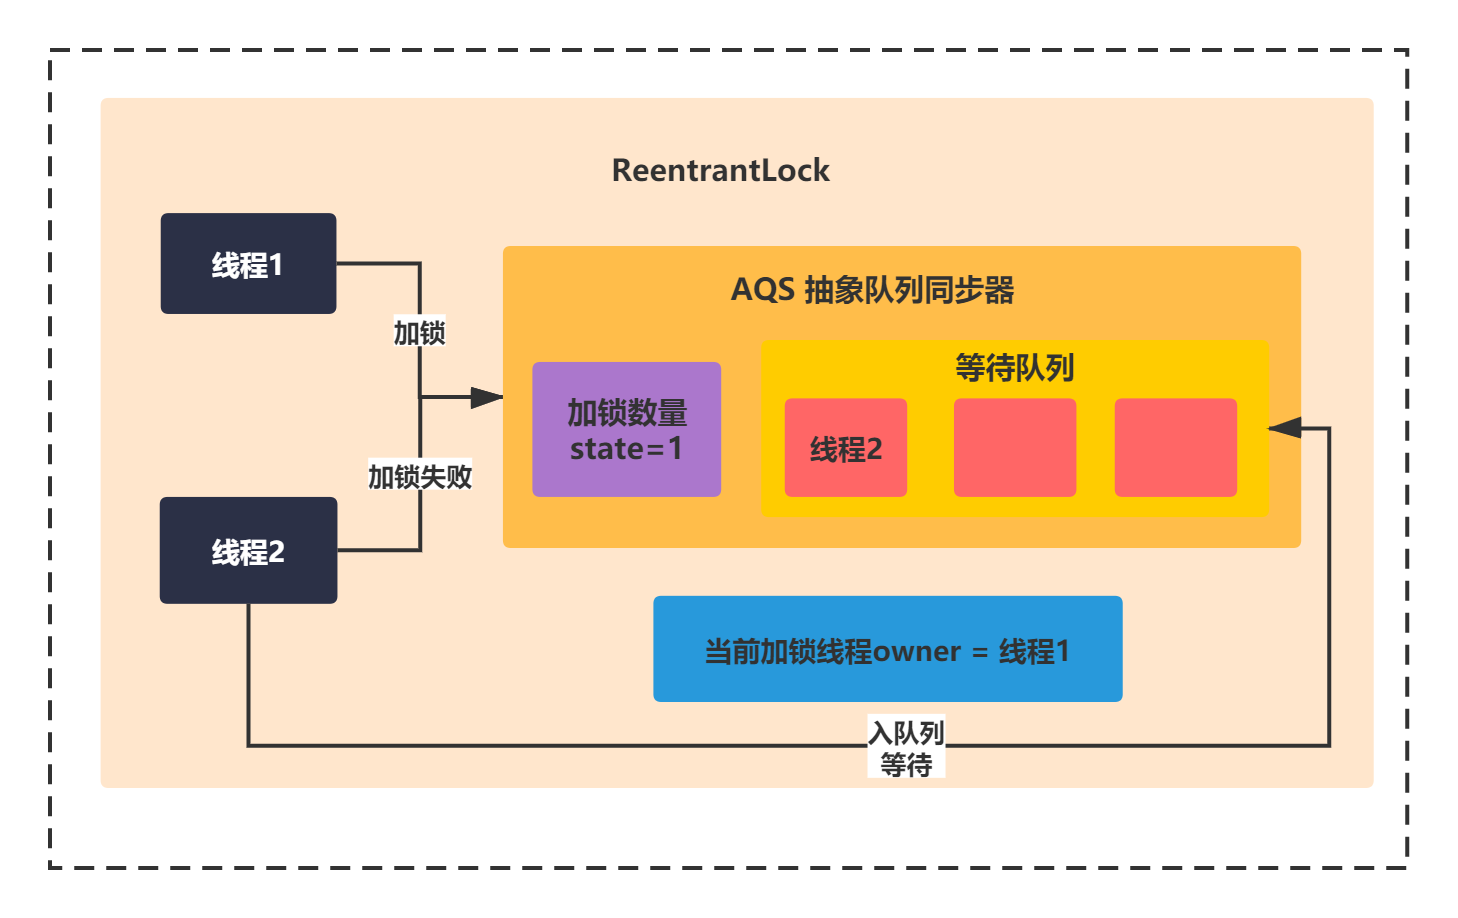 ReentrantLock
线程1
加锁
AQS 抽象队列同步器
等待队列
加锁数量
state=1
线程2
加锁失败
线程2
当前加锁线程owner = 线程1
入队列
等待